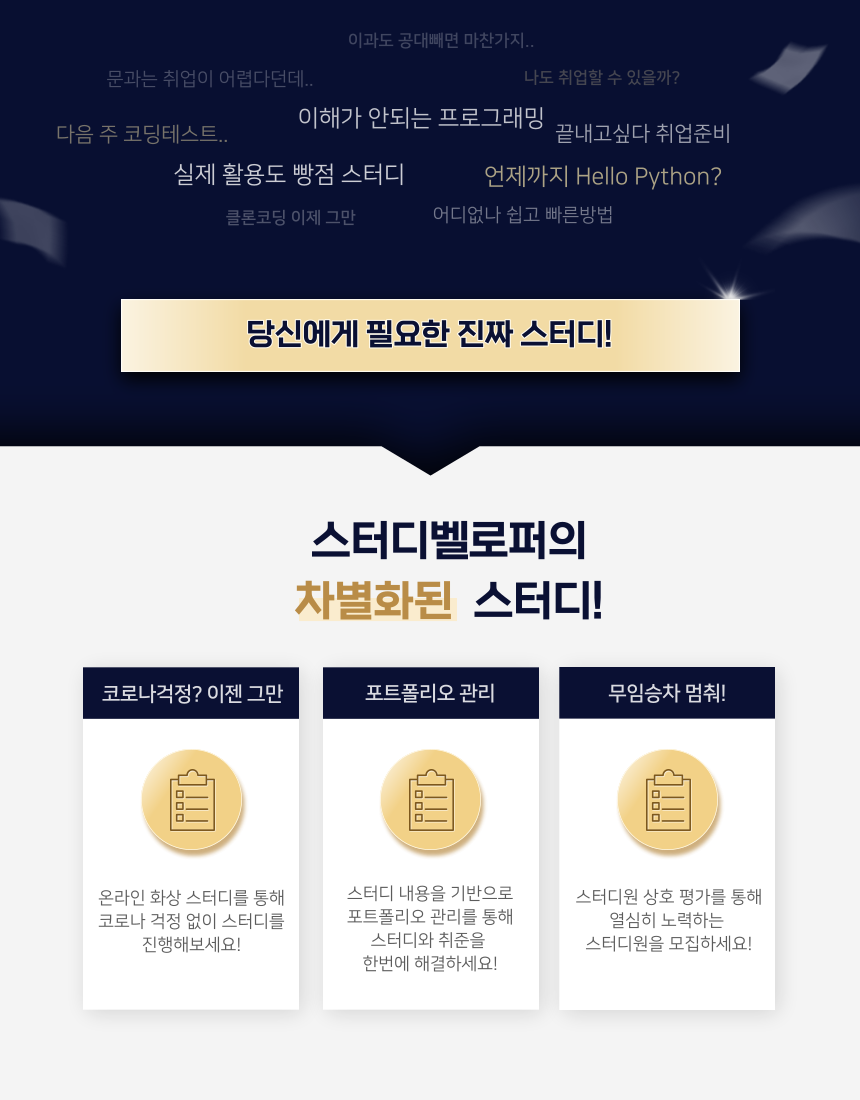 이과도 공대빼면 마찬가지..
문과는 취업이 어렵다던데..
나도 취업할 수 있을까?
이해가 안되는 프로그래밍
다음 주 코딩테스트..
끝내고싶다 취업준비
실제 활용도 빵점 스터디
언제까지 Hello Python?
클론코딩 이제 그만
어디없나 쉽고 빠른방법
당신에게 필요한 진짜 스터디!
스터디벨로퍼의
차별화된 스터디!
코로나걱정? 이젠 그만
온라인 화상 스터디를 통해
코로나 걱정 없이 스터디를
진행해보세요!
포트폴리오 관리
스터디 내용을 기반으로
포트폴리오 관리를 통해
스터디와 취준을
한번에 해결하세요!
무임승차 멈춰!
스터디원 상호 평가를 통해
열심히 노력하는
스터디원을 모집하세요!